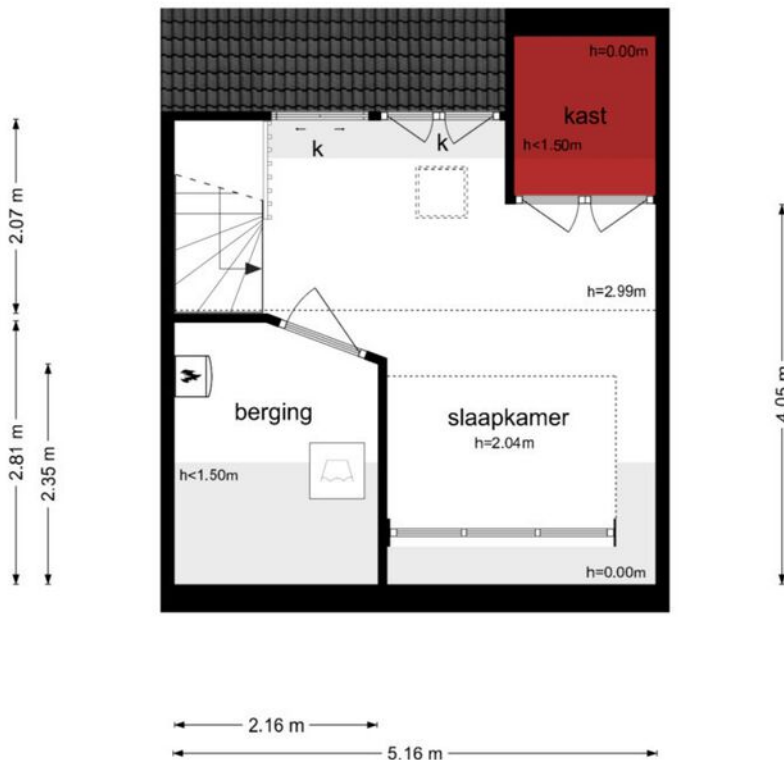 h=0.00m
kast
h<1.50m
k
k
2.07 m
h=2.99m
2.81 m
2.35 m
4.05 m
berging
slaapkamer
h=2.04m
h<1.50m
h=0.00m
2.16 m
5.16 m